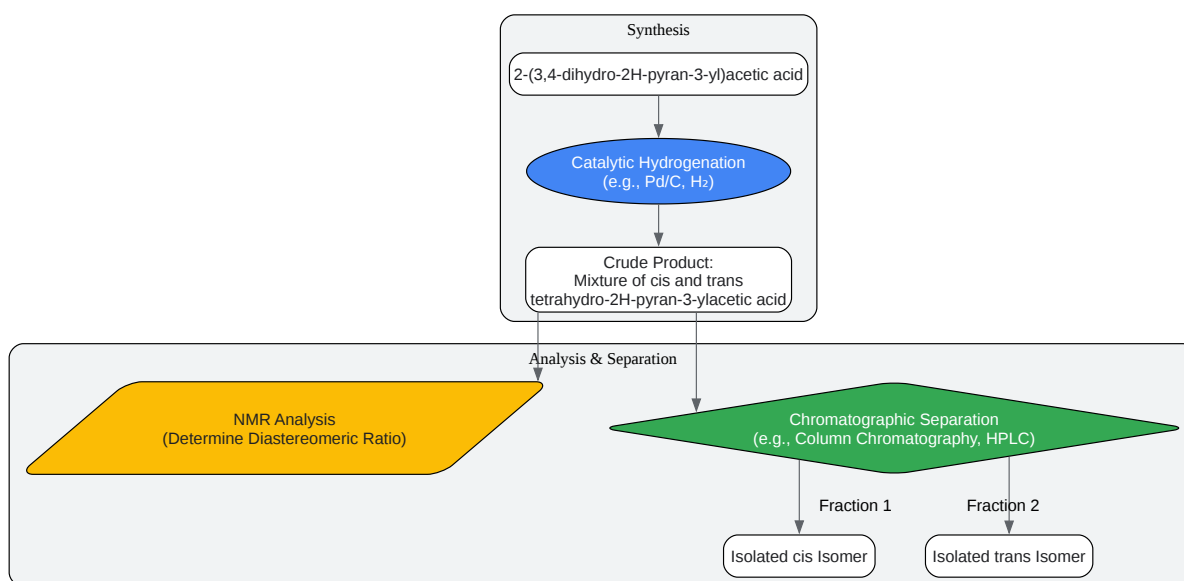 Synthesis
2-(3,4-dihydro-2H-pyran-3-yl)acetic acid
Catalytic Hydrogenation
(e.g., Pd/C, H₂)
Crude Product:
Mixture of cis and trans
tetrahydro-2H-pyran-3-ylacetic acid
Analysis & Separation
NMR Analysis
(Determine Diastereomeric Ratio)
Chromatographic Separation
(e.g., Column Chromatography, HPLC)
Fraction 1
Fraction 2
Isolated cis Isomer
Isolated trans Isomer